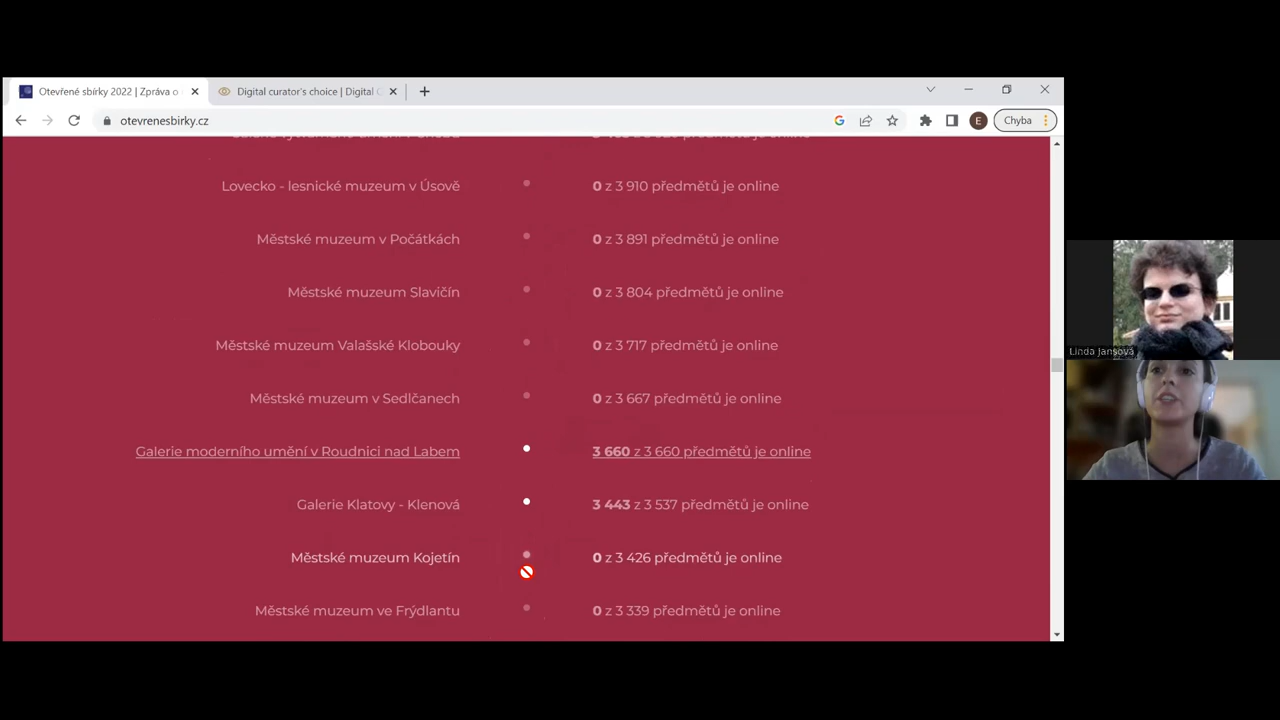 Otevřené sbírky 2022 | Zpráva o
Digital curator's choice | Digital
otevrenesbirky.cz
E
Chyba
Lovecko - lesnické muzeum v Úsově
0 z 3 910 předmětů je online
Městské muzeum v Počátkách
0 z 3 891 předmětů je online
Městské muzeum Slavičín
0 z 3 804 předmětů je online
Městské muzeum Valašské Klobouky
0 z 3 717 předmětů je online
Městské muzeum v Sedlčanech
0 z 3 667 předmětů je online
Galerie moderního umění v Roudnici nad Labem
3 660 z 3 660 předmětů je online
Galerie Klatovy - Klenová
3 443 z 3 537 předmětů je online
Městské muzeum Kojetín
0 z 3 426 předmětů je online
Městské muzeum ve Frýdlantu
0 z 3 339 předmětů je online
Linda Jansová